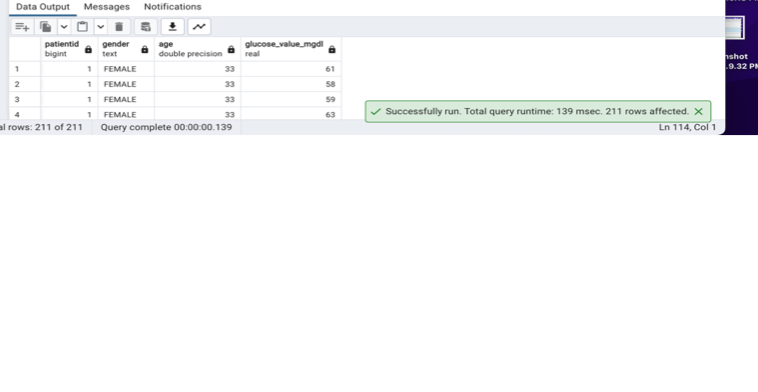 Data Output Messages Notifications
patientid gender age glucose_value_mgdl
bigint text double precision real
1 1 FEMALE 33 61
2 1 FEMALE 33 58
3 1 FEMALE 33 59
4 1 FEMALE 33 63
Successfully run. Total query runtime: 139 msec. 211 rows affected.
al rows: 211 of 211 Query complete 00:00:00.139 Ln 114, Col 1
nshot
.9.32 PM